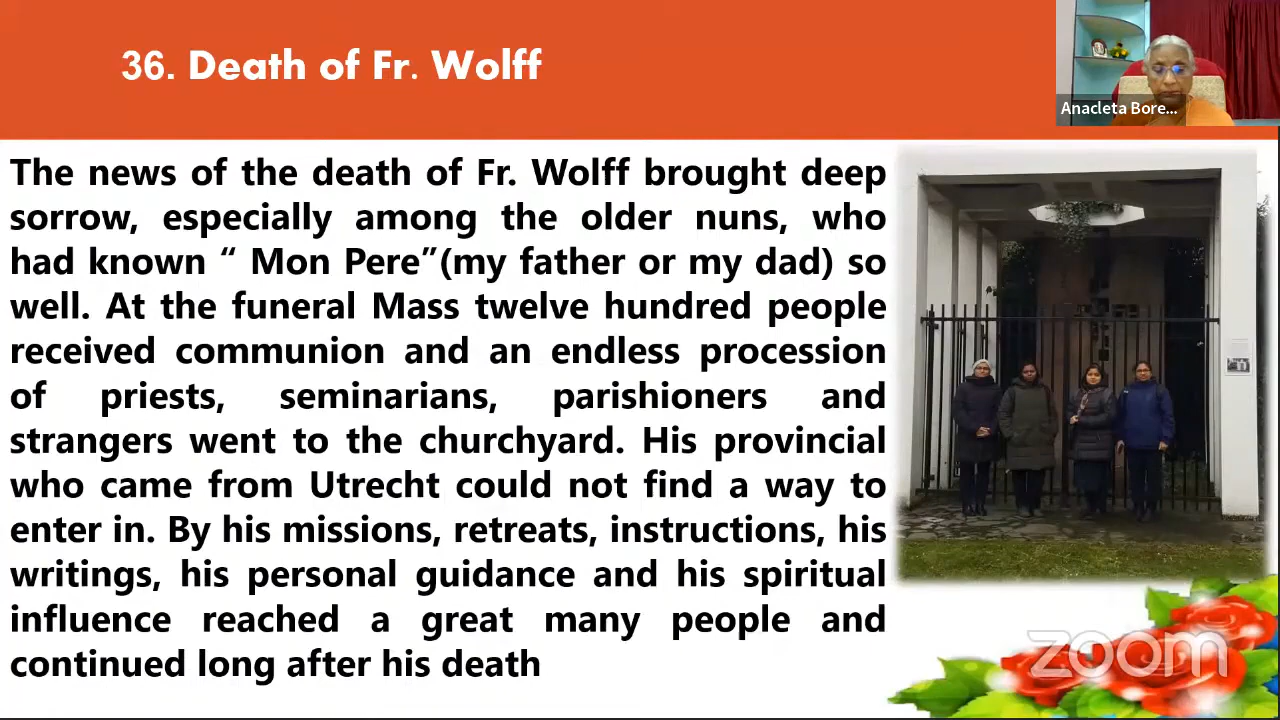 36. Death of Fr. Wolff
Anacleta Bore...
The news of the death of Fr. Wolff brought deep
sorrow, especially among the older nuns, who
had known “ Mon Pere”(my father or my dad) so
well. At the funeral Mass twelve hundred people
received communion and an endless procession
of priests, seminarians, parishioners and
strangers went to the churchyard. His provincial
who came from Utrecht could not find a way to
enter in. By his missions, retreats, instructions, his
writings, his personal guidance and his spiritual
influence reached a great many people and
continued long after his death
zoom